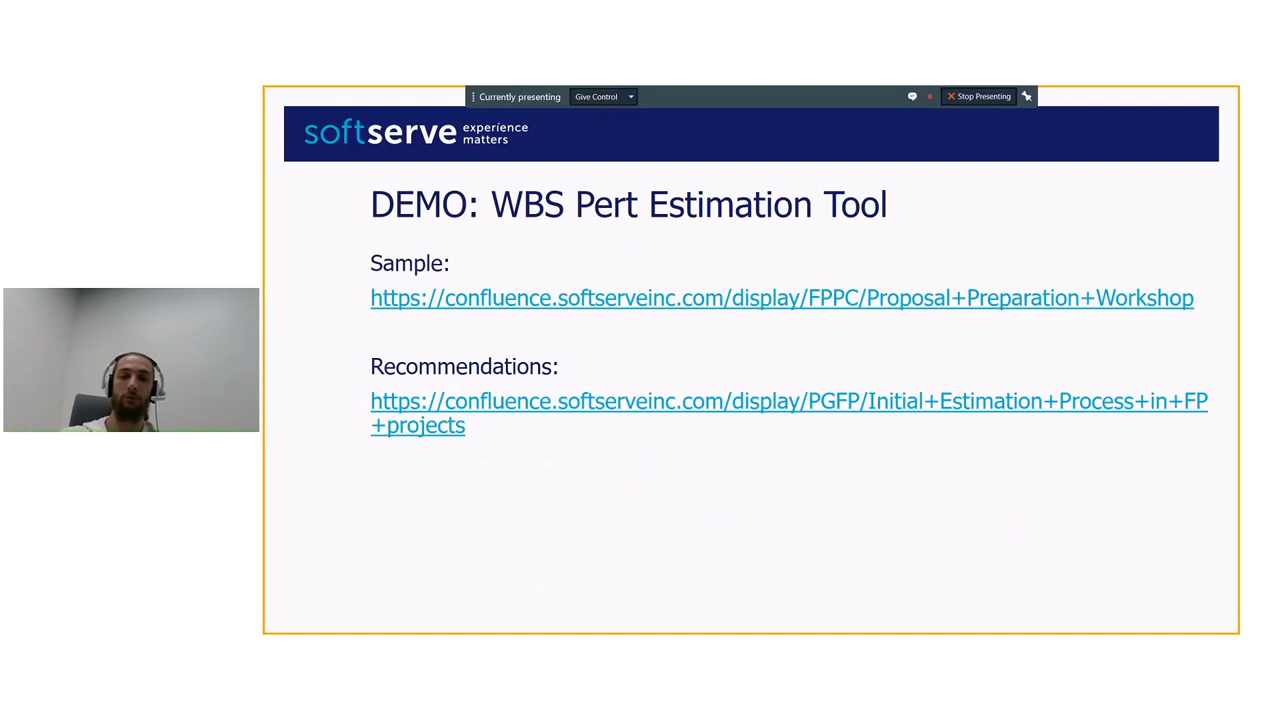 Currently presenting Give Control Stop Presenting
softserve experience matters
DEMO: WBS Pert Estimation Tool
Sample:
https://confluence.softserveinc.com/display/FPPC/Proposal+Preparation+Workshop
Recommendations:
https://confluence.softserveinc.com/display/PGFP/Initial+Estimation+Process+in+FP
+projects